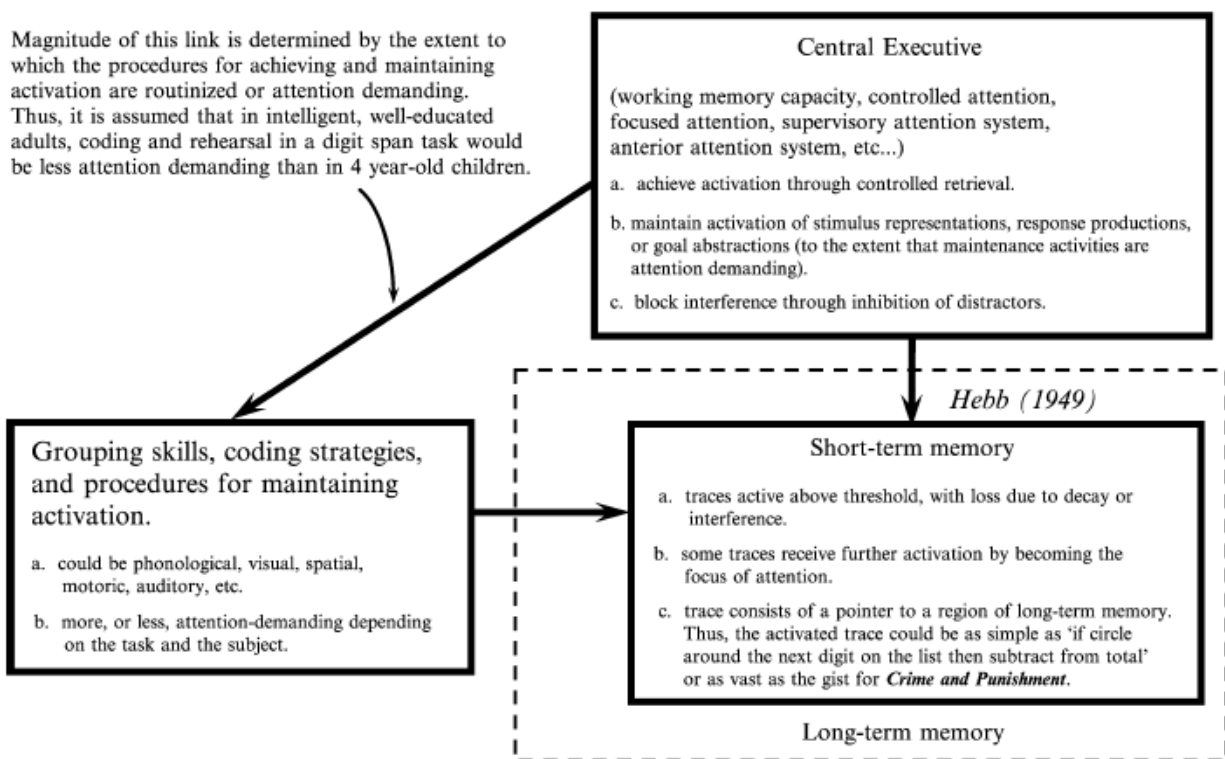 Magnitude of this link is determined by the extent to
which the procedures for achieving and maintaining
activation are routinized or attention demanding.
Thus, it is assumed that in intelligent, well-educated
adults, coding and rehearsal in a digit span task would
be less attention demanding than in 4 year-old children.
Central Executive
(working memory capacity, controlled attention,
focused attention, supervisory attention system,
anterior attention system, etc...)
a. achieve activation through controlled retrieval.
b. maintain activation of stimulus representations, response productions,
or goal abstractions (to the extent that maintenance activities are
attention demanding).
c. block interference through inhibition of distractors.
Grouping skills, coding strategies,
and procedures for maintaining
activation.
a. could be phonological, visual, spatial,
motoric, auditory, etc.
b. more, or less, attention-demanding depending
on the task and the subject.
Hebb (1949)
Short-term memory
a. traces active above threshold, with loss due to decay or
interference.
b. some traces receive further activation by becoming the
focus of attention.
c. trace consists of a pointer to a region of long-term memory.
Thus, the activated trace could be as simple as ‘if circle
around the next digit on the list then subtract from total’
or as vast as the gist for Crime and Punishment.
Long-term memory